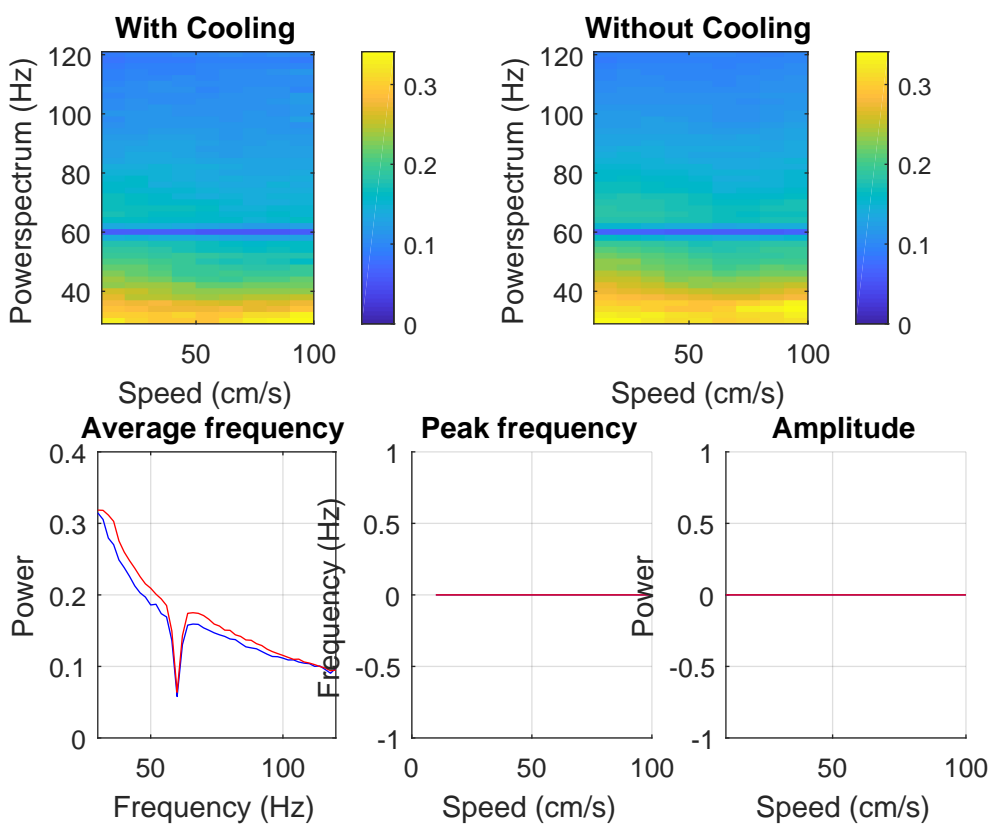 With Cooling
Without Cooling
Powerspectrum (Hz)
120
100
80
60
40
50
100
Speed (cm/s)
0.3
0.2
0.1
0
Powerspectrum (Hz)
120
100
80
60
40
50
100
Speed (cm/s)
0.3
0.2
0.1
0
Average frequency
Power
0.4
0.3
0.2
0.1
0
50
100
Frequency (Hz)
Peak frequency
Frequency (Hz)
1
0.5
0
-0.5
-1
0
50
100
Speed (cm/s)
Amplitude
Power
1
0.5
0
-0.5
-1
50
100
Speed (cm/s)